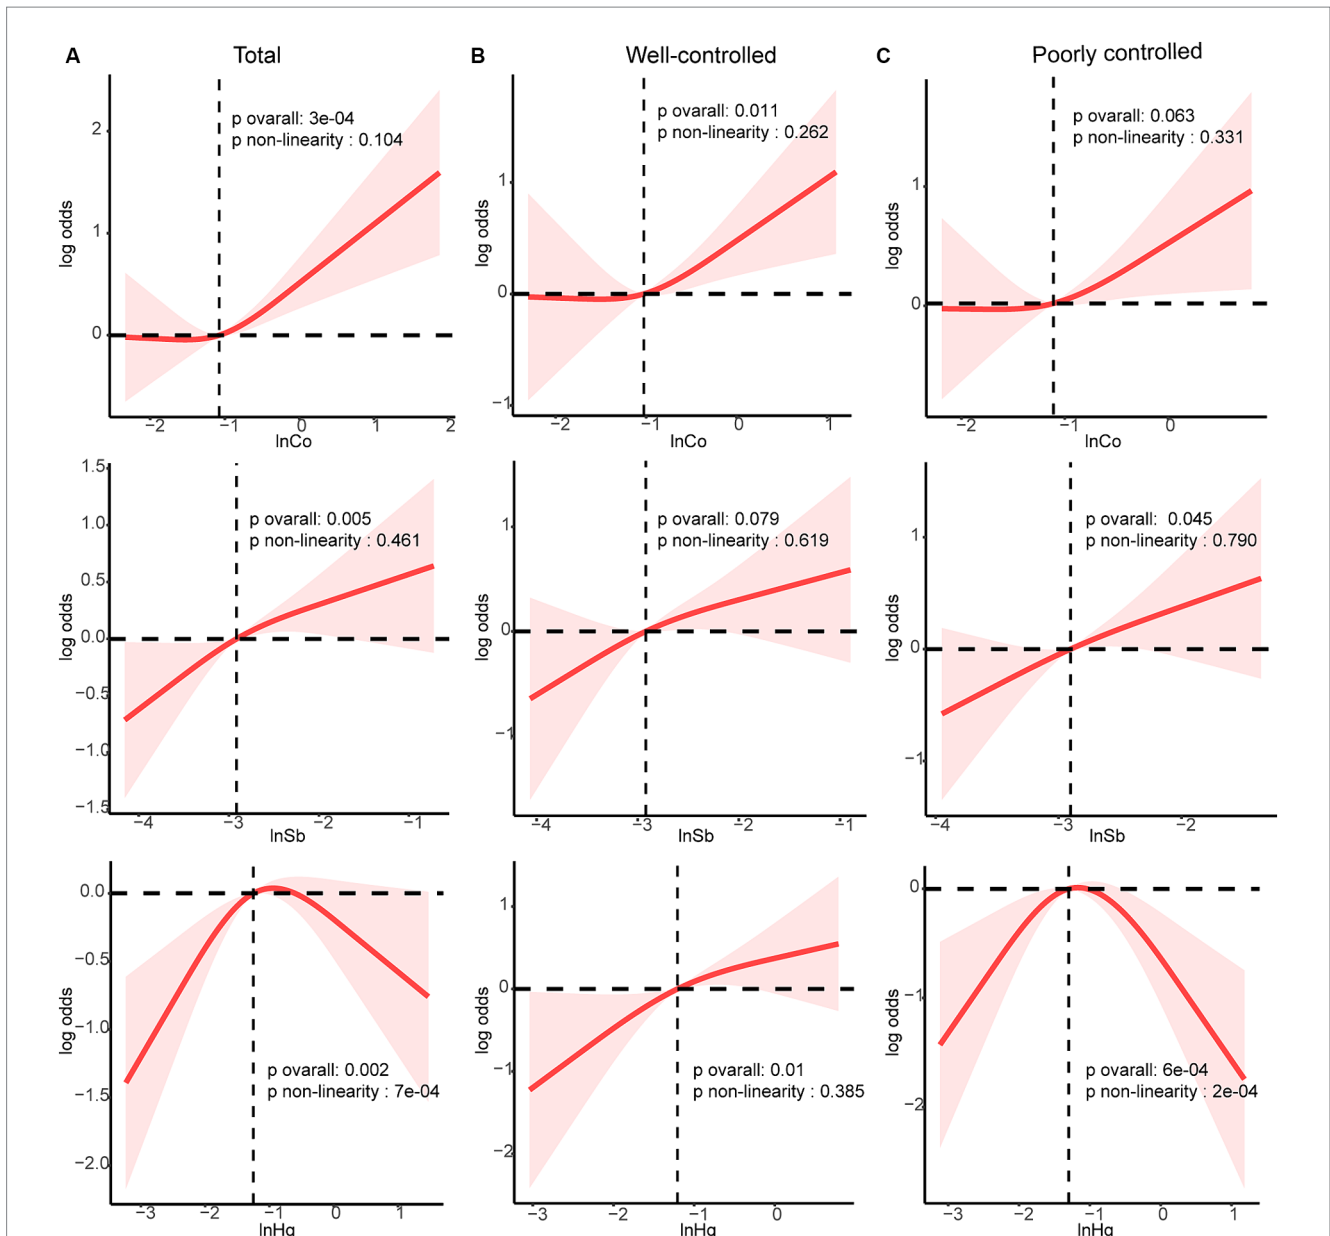 A Total B Well-controlled C Poorly controlled
p ovarall: 3e-04
p non-linearity : 0.104
2
1
0
log odds
−2 −1 0 1 2
lnCo
p ovarall: 0.011
p non-linearity : 0.262
1
0
−1
log odds
−2 −1 0 1
lnCo
p ovarall: 0.063
p non-linearity : 0.331
1
0
log odds
−2 −1 0
lnCo
p ovarall: 0.005
p non-linearity : 0.461
1.5
1.0
0.5
0.0
−0.5
−1.0
−1.5
log odds
−4 −3 −2 −1
lnSb
p ovarall: 0.079
p non-linearity : 0.619
1
0
−1
log odds
−4 −3 −2 −1
lnSb
p ovarall: 0.045
p non-linearity : 0.790
1
0
−1
log odds
−4 −3 −2
lnSb
0.0
−0.5
−1.0
−1.5
−2.0
log odds
p ovarall: 0.002
p non-linearity : 7e-04
−3 −2 −1 0 1
lnHg
1
0
−1
−2
log odds
p ovarall: 0.01
p non-linearity : 0.385
−3 −2 −1 0
lnHg
0
−1
−2
log odds
p ovarall: 6e-04
p non-linearity : 2e-04
−3 −2 −1 0 1
lnHg